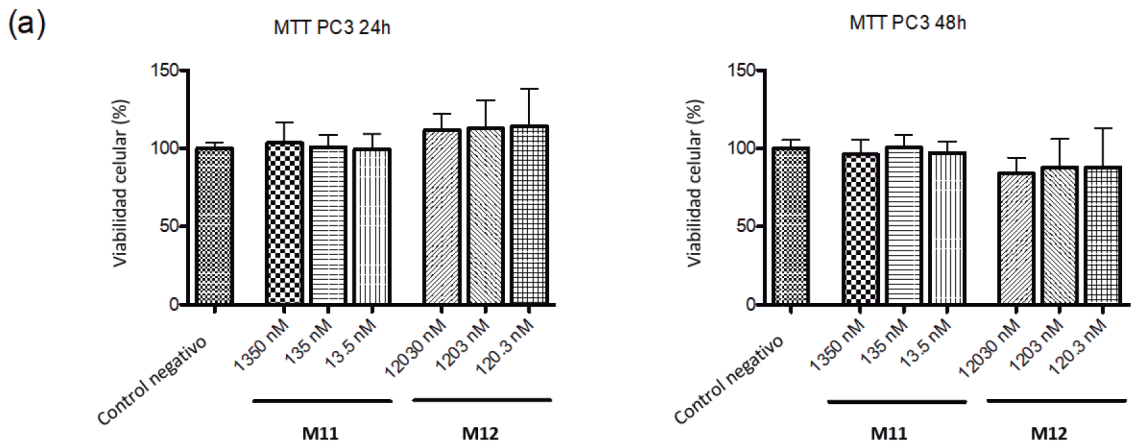 (a)
MTT PC3 24h
Viabilidad celular (%)
150
100
50
0
Control negativo
1350 nM
135 nM
13.5 nM
12030 nM
1203 nM
120.3 nM
M11
M12
MTT PC3 48h
Viabilidad celular (%)
150
100
50
0
Control negativo
1350 nM
135 nM
13.5 nM
12030 nM
1203 nM
120.3 nM
M11
M12